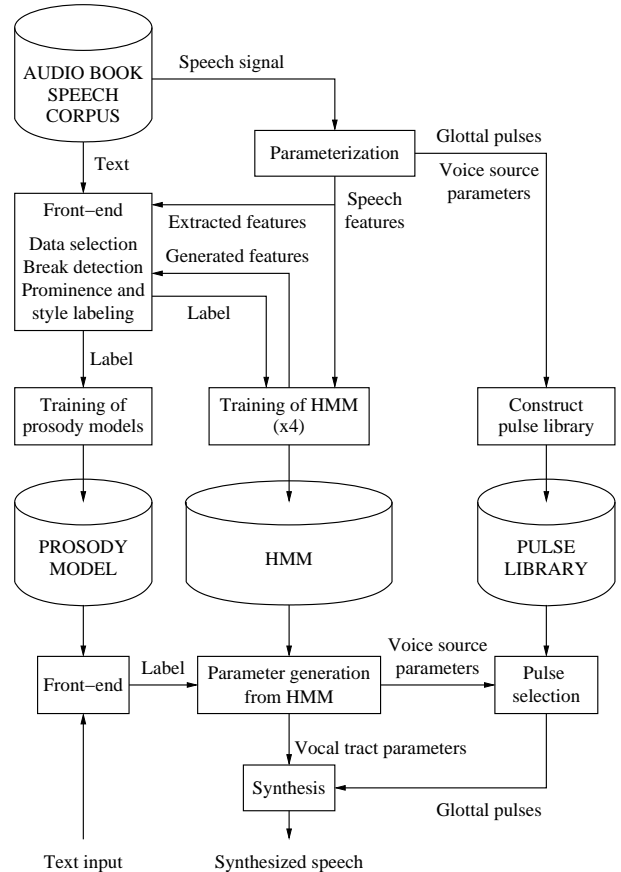 AUDIO BOOK
SPEECH
CORPUS
Speech signal
Parameterization
Glottal pulses
Voice source
parameters
Text
Front−end
Data selection
Break detection
Prominence and
style labeling
Extracted features
Speech
features
Generated features
Label
Label
Training of
prosody models
Training of HMM
(x4)
Construct
pulse library
PROSODY
MODEL
HMM
PULSE
LIBRARY
Front−end
Label
Parameter generation
from HMM
Voice source
parameters
Pulse
selection
Vocal tract parameters
Synthesis
Glottal pulses
Text input
Synthesized speech